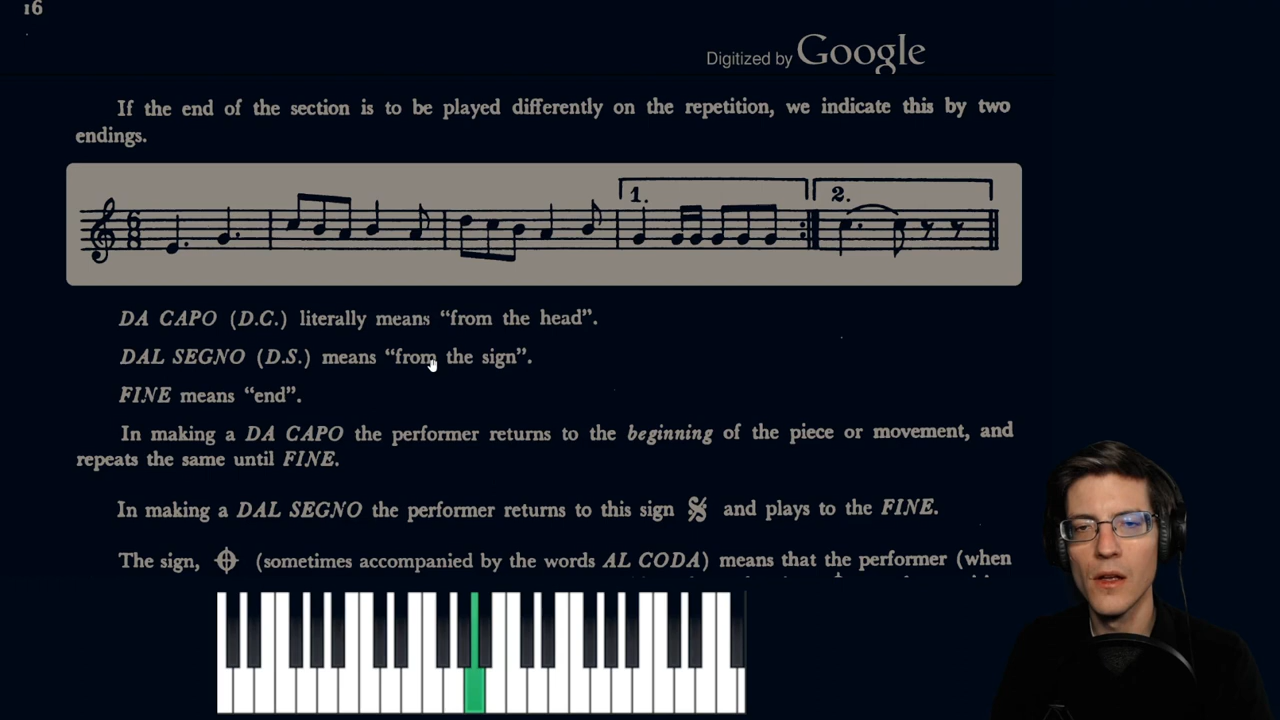 16
Digitized by Google
If the end of the section is to be played differently on the repetition, we indicate this by two
endings.
1. 2.
6
8
DA CAPO (D.C.) literally means “from the head”.
DAL SEGNO (D.S.) means “from the sign”.
FINE means “end”.
In making a DA CAPO the performer returns to the beginning of the piece or movement, and
repeats the same until FINE.
In making a DAL SEGNO the performer returns to this sign 𝄋 and plays to the FINE.
The sign, 𝄌 (sometimes accompanied by the words AL CODA) means that the performer (when